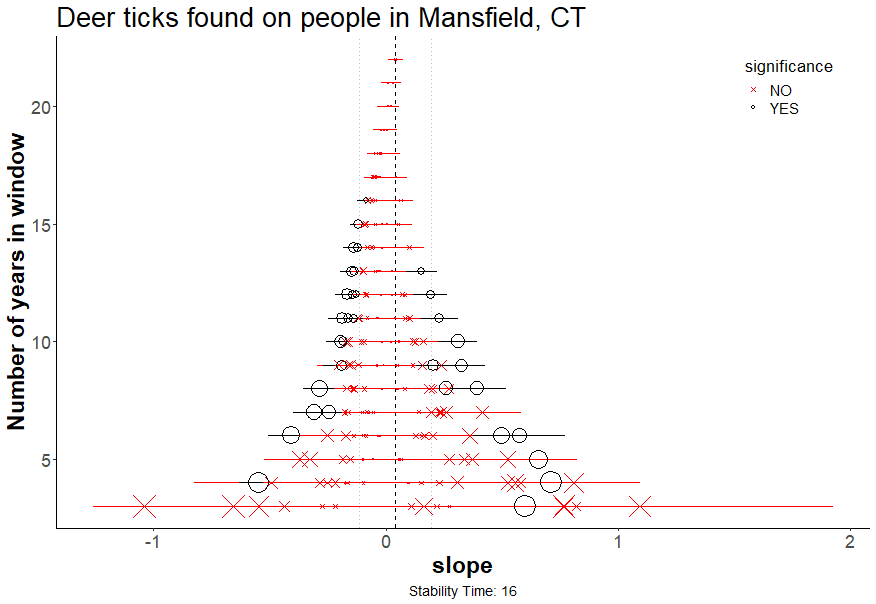 Deer ticks found on people in Mansfield, CT
significance
NO
YES
Number of years in window
20
15
10
5
-1
0
1
2
slope
Stability Time: 16